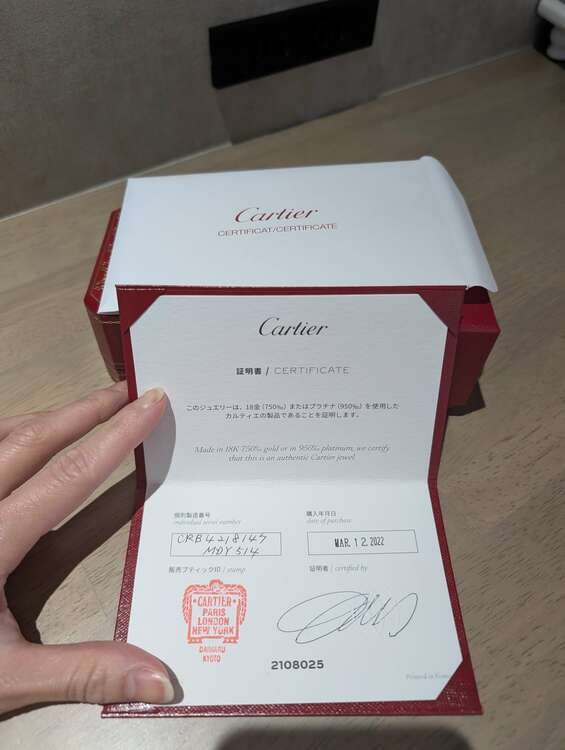 Cartier
CERTIFICAT/CERTIFICATE
Cartier
証明書 / CERTIFICATE
このジュエリーは、18金（750‰）またはプラチナ（950‰）を使用した
カルティエの製品であることを証明します。
Made in 18K 750‰ gold or in 950‰ platinum, we certify
that this is an authentic Cartier jewel.
個別製造番号
individual serial number
購入年月日
date of purchase
CRB4218147
MDY514
MAR. 12. 2022
販売ブティックID / stamp
証明者 / certified by
CARTIER
PARIS
LONDON
NEW YORK
DAIMARU
KYOTO
2108025
Printed in